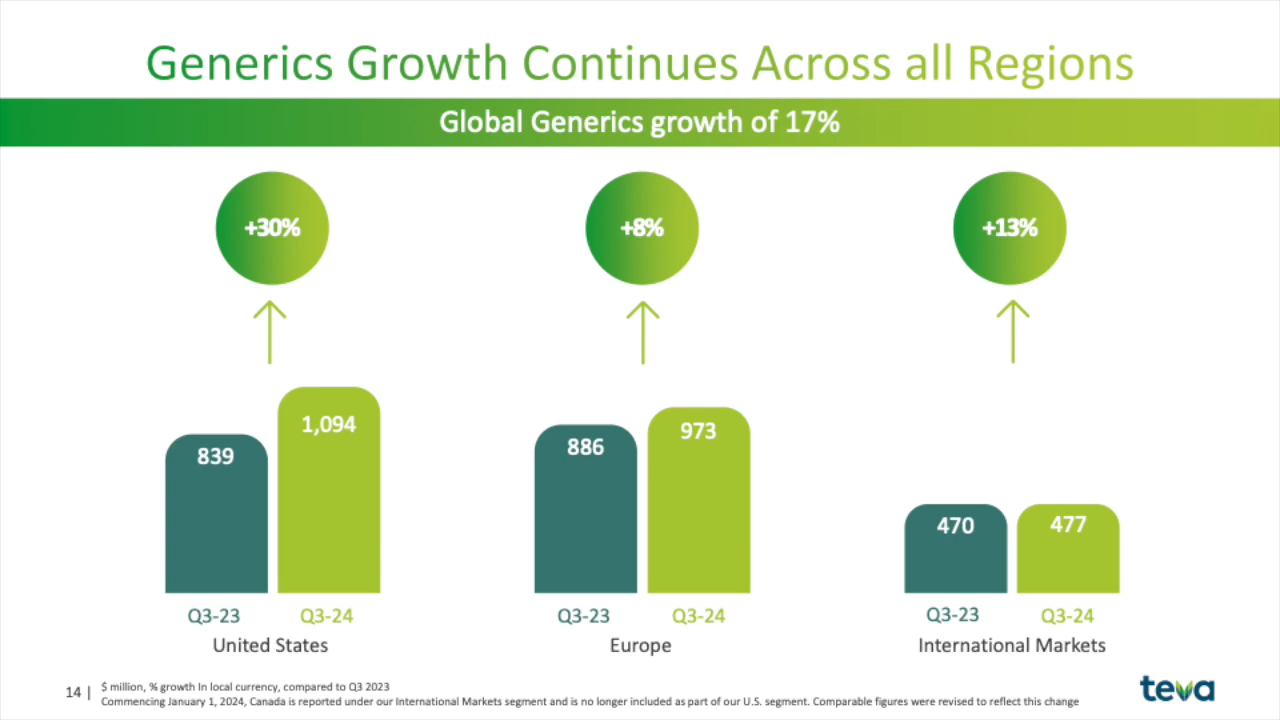 Generics Growth Continues Across all Regions
Global Generics growth of 17%
+30%
+8%
+13%
839
1,094
886
973
470
477
Q3-23
Q3-24
Q3-23
Q3-24
Q3-23
Q3-24
United States
Europe
International Markets
14 |
$ million, % growth In local currency, compared to Q3 2023
Commencing January 1, 2024, Canada is reported under our International Markets segment and is no longer included as part of our U.S. segment. Comparable figures were revised to reflect this change
teva